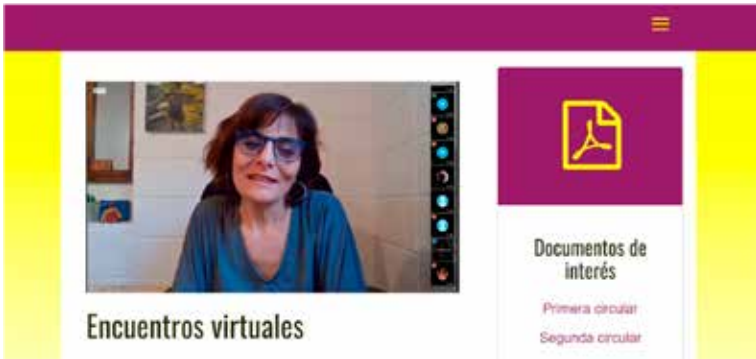 Encuentros virtuales
Documentos de
interés
Primera circular
Segunda circular